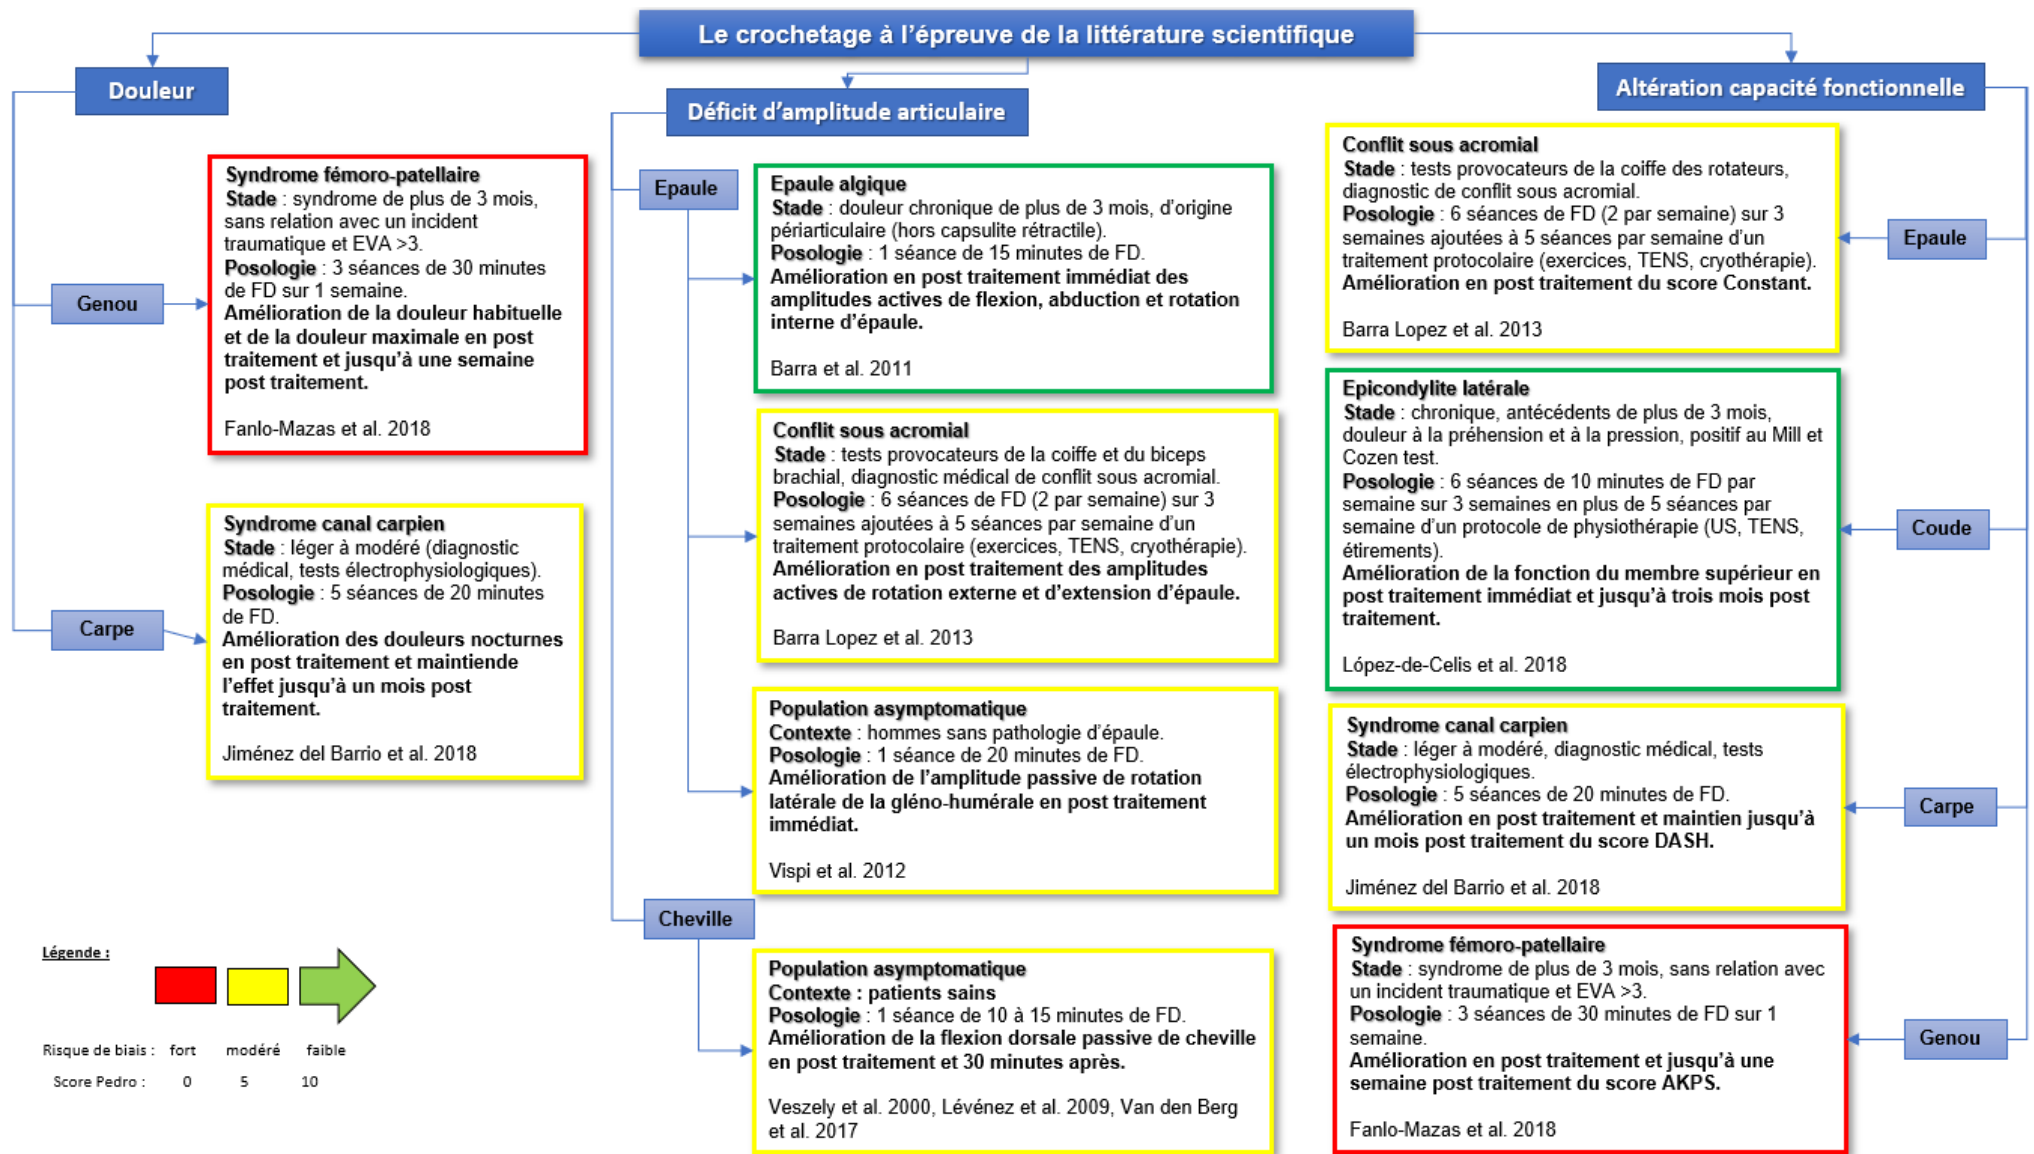 Le crochetage à l'épreuve de la littérature scientifique
Douleur
Genou
Syndrome fémoro-patellaire
Stade : syndrome de plus de 3 mois,
sans relation avec un incident
traumatique et EVA >3.
Posologie : 3 séances de 30 minutes
de FD sur 1 semaine.
Amélioration de la douleur habituelle
et de la douleur maximale en post
traitement et jusqu'à une semaine
post traitement.
Fanlo-Mazas et al. 2018
Carpe
Syndrome canal carpien
Stade : léger à modéré (diagnostic
médical, tests électrophysiologiques).
Posologie : 5 séances de 20 minutes
de FD.
Amélioration des douleurs nocturnes
en post traitement et maintiende
l'effet jusqu'à un mois post
traitement.
Jiménez del Barrio et al. 2018
Déficit d'amplitude articulaire
Epaule
Epaule algique
Stade : douleur chronique de plus de 3 mois, d'origine
périarticulaire (hors capsulite rétractile).
Posologie : 1 séance de 15 minutes de FD.
Amélioration en post traitement immédiat des
amplitudes actives de flexion, abduction et rotation
interne d'épaule.
Barra et al. 2011
Conflit sous acromial
Stade : tests provocateurs de la coiffe et du biceps
brachial, diagnostic médical de conflit sous acromial.
Posologie : 6 séances de FD (2 par semaine) sur 3
semaines ajoutées à 5 séances par semaine d'un
traitement protocolaire (exercices, TENS, cryothérapie).
Amélioration en post traitement des amplitudes
actives de rotation externe et d'extension d'épaule.
Barra Lopez et al. 2013
Population asymptomatique
Contexte : hommes sans pathologie d'épaule.
Posologie : 1 séance de 20 minutes de FD.
Amélioration de l'amplitude passive de rotation
latérale de la gléno-humérale en post traitement
immédiat.
Vispi et al. 2012
Cheville
Population asymptomatique
Contexte : patients sains
Posologie : 1 séance de 10 à 15 minutes de FD.
Amélioration de la flexion dorsale passive de cheville
en post traitement et 30 minutes après.
Veszely et al. 2000, Lévénez et al. 2009, Van den Berg
et al. 2017
Altération capacité fonctionnelle
Conflit sous acromial
Stade : tests provocateurs de la coiffe des rotateurs,
diagnostic de conflit sous acromial.
Posologie : 6 séances de FD (2 par semaine) sur 3
semaines ajoutées à 5 séances par semaine d'un
traitement protocolaire (exercices, TENS, cryothérapie).
Amélioration en post traitement du score Constant.
Barra Lopez et al. 2013
Epaule
Epicondylite latérale
Stade : chronique, antécédents de plus de 3 mois,
douleur à la préhension et à la pression, positif au Mill et
Cozen test.
Posologie : 6 séances de 10 minutes de FD par
semaine sur 3 semaines en plus de 5 séances par
semaine d'un protocole de physiothérapie (US, TENS,
étirements).
Amélioration de la fonction du membre supérieur en
post traitement immédiat et jusqu'à trois mois post
traitement.
López-de-Celis et al. 2018
Coude
Syndrome canal carpien
Stade : léger à modéré, diagnostic médical, tests
électrophysiologiques.
Posologie : 5 séances de 20 minutes de FD.
Amélioration en post traitement et maintien jusqu'à
un mois post traitement du score DASH.
Jiménez del Barrio et al. 2018
Carpe
Syndrome fémoro-patellaire
Stade : syndrome de plus de 3 mois, sans relation avec
un incident traumatique et EVA >3.
Posologie : 3 séances de 30 minutes de FD sur 1
semaine.
Amélioration en post traitement et jusqu'à une
semaine post traitement du score AKPS.
Fanlo-Mazas et al. 2018
Genou
Légende :
Risque de biais : fort modéré faible
Score Pedro : 0 5 10